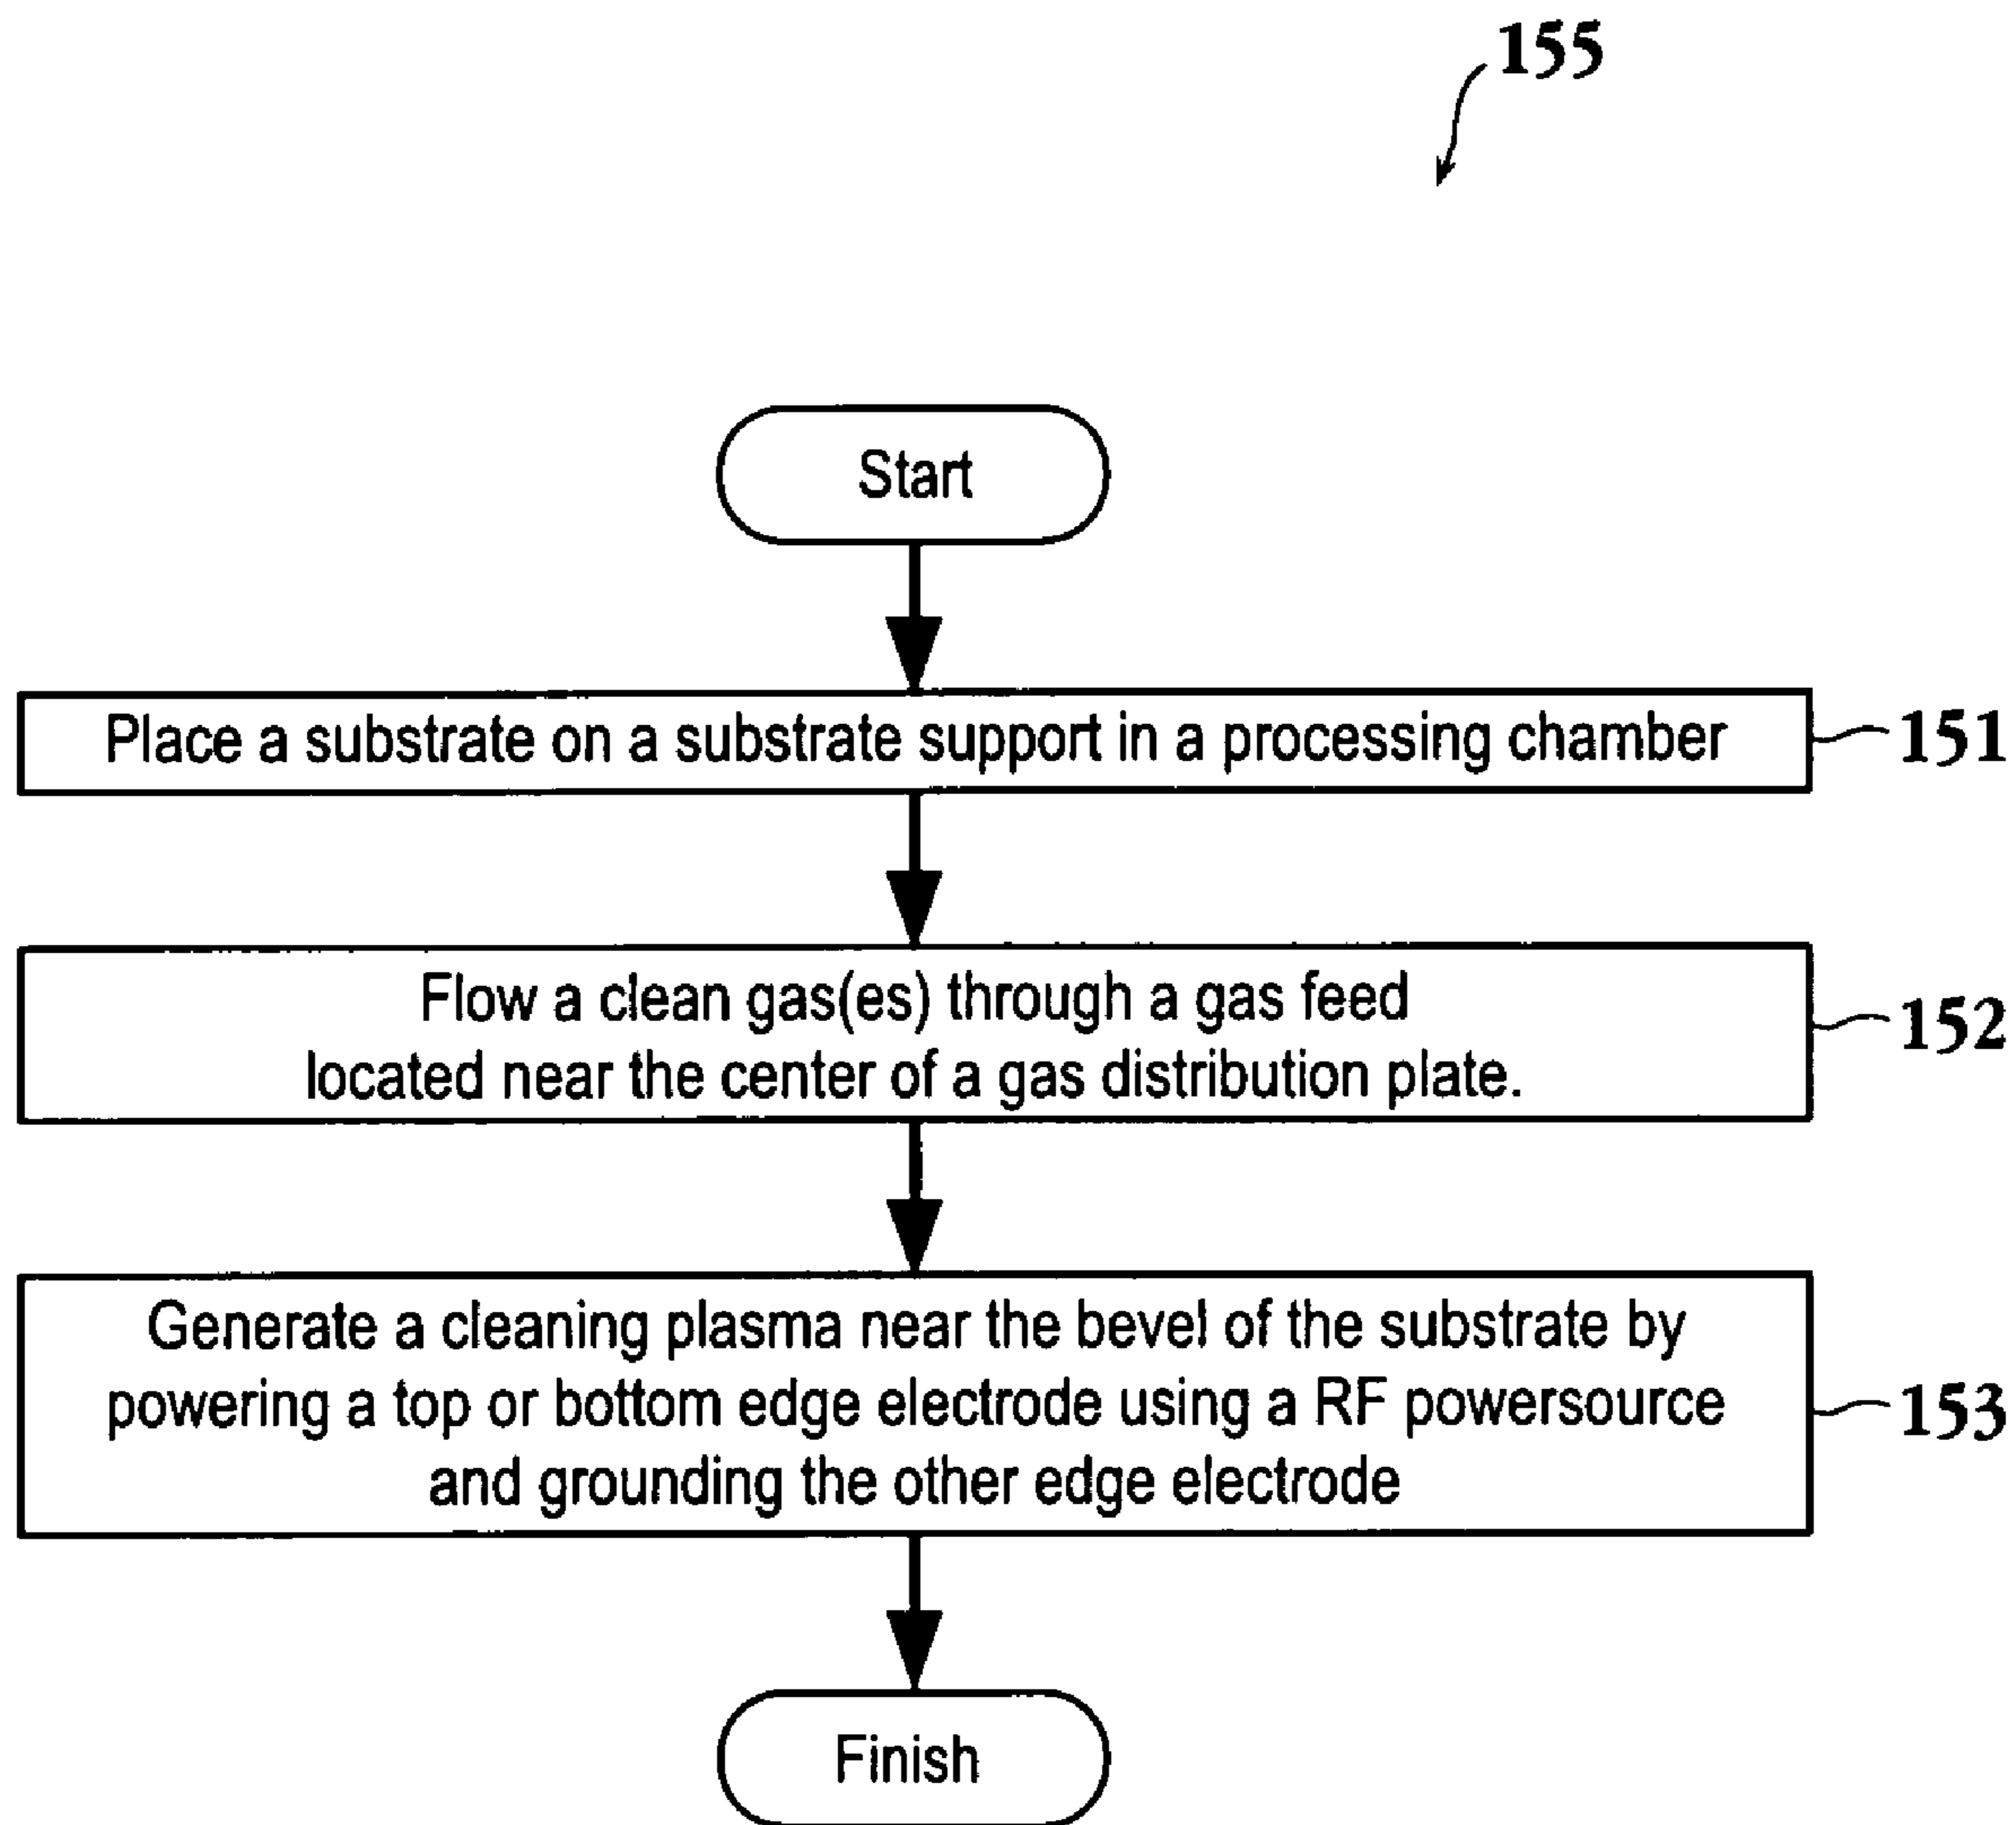 155
Start
Place a substrate on a substrate support in a processing chamber
151
Flow a clean gas(es) through a gas feed
located near the center of a gas distribution plate.
152
Generate a cleaning plasma near the bevel of the substrate by
powering a top or bottom edge electrode using a RF powersource
and grounding the other edge electrode
153
Finish